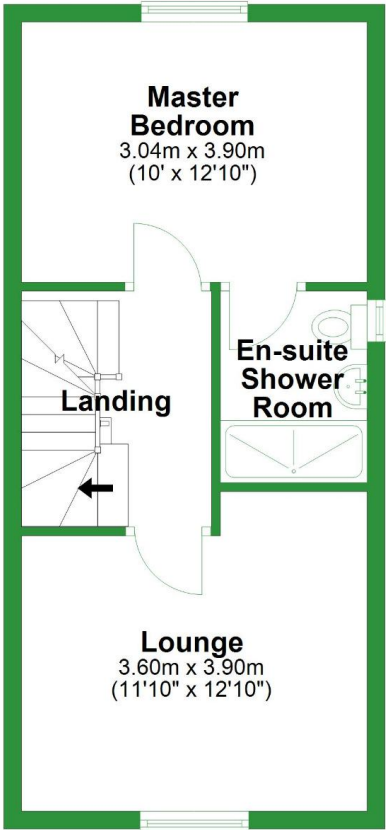 Master
Bedroom
3.04m x 3.90m
(10' x 12'10")
En-suite
Shower
Room
Landing
Lounge
3.60m x 3.90m
(11'10" x 12'10")